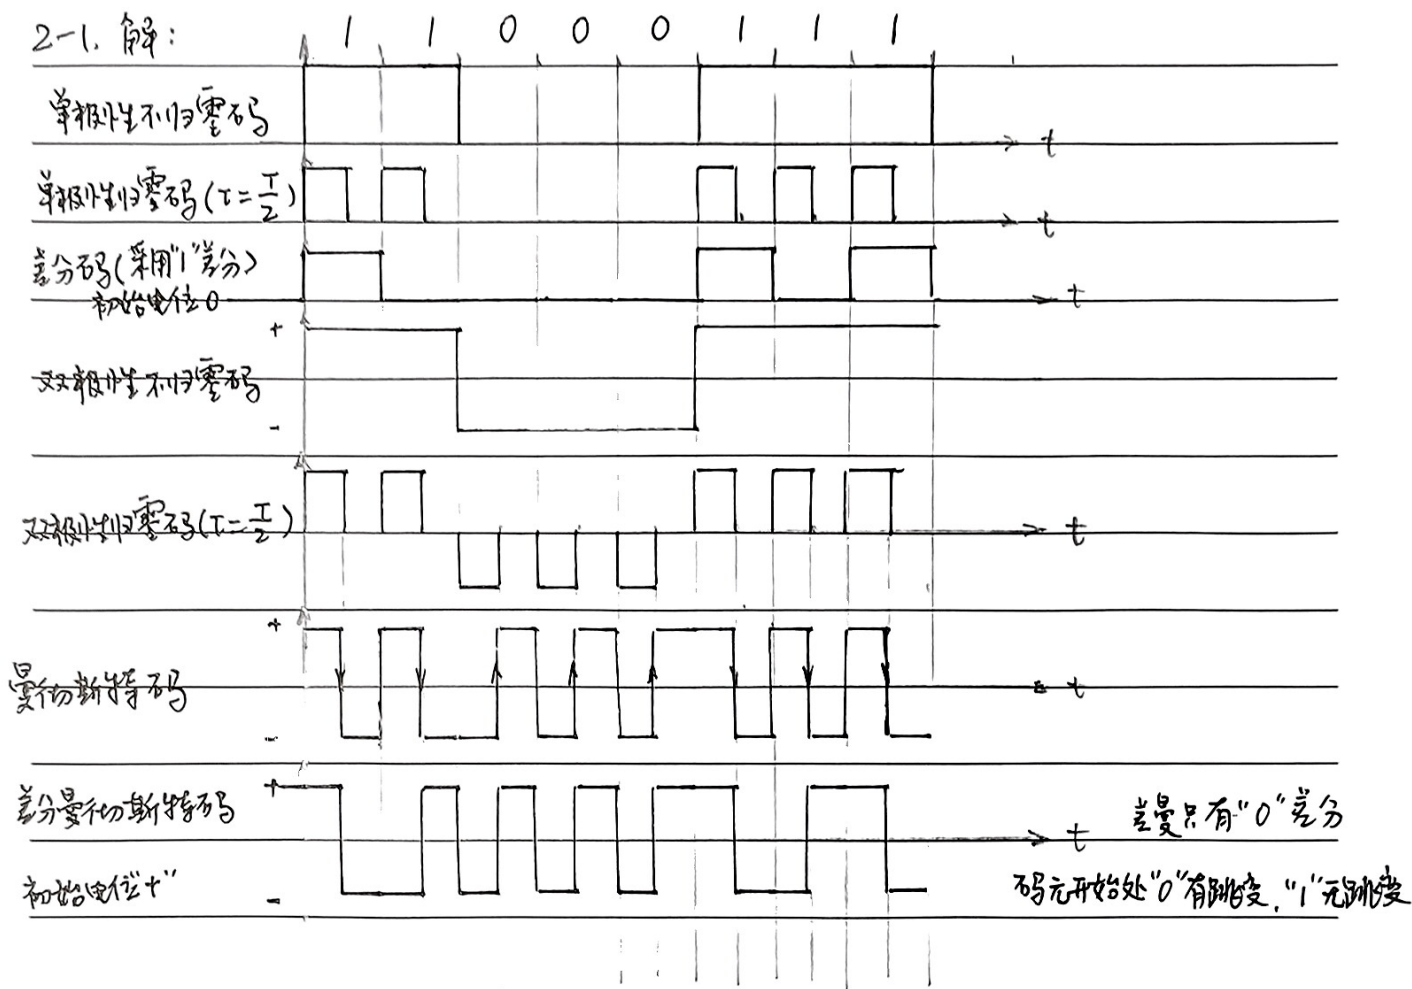 2-1. 解:
1 1 0 0 0 1 1 1
单极性不归零码
t
单极性归零码(τ=T/2)
t
差分码(采用"1"差分)
初始电位0
t
+
双极性不归零码
-
双极性归零码(τ=T/2)
t
+
曼彻斯特码
t
-
+
差分曼彻斯特码
t
差曼只有"0"差分
初始电位"+"
-
码元开始处"0"有跳变,"1"无跳变